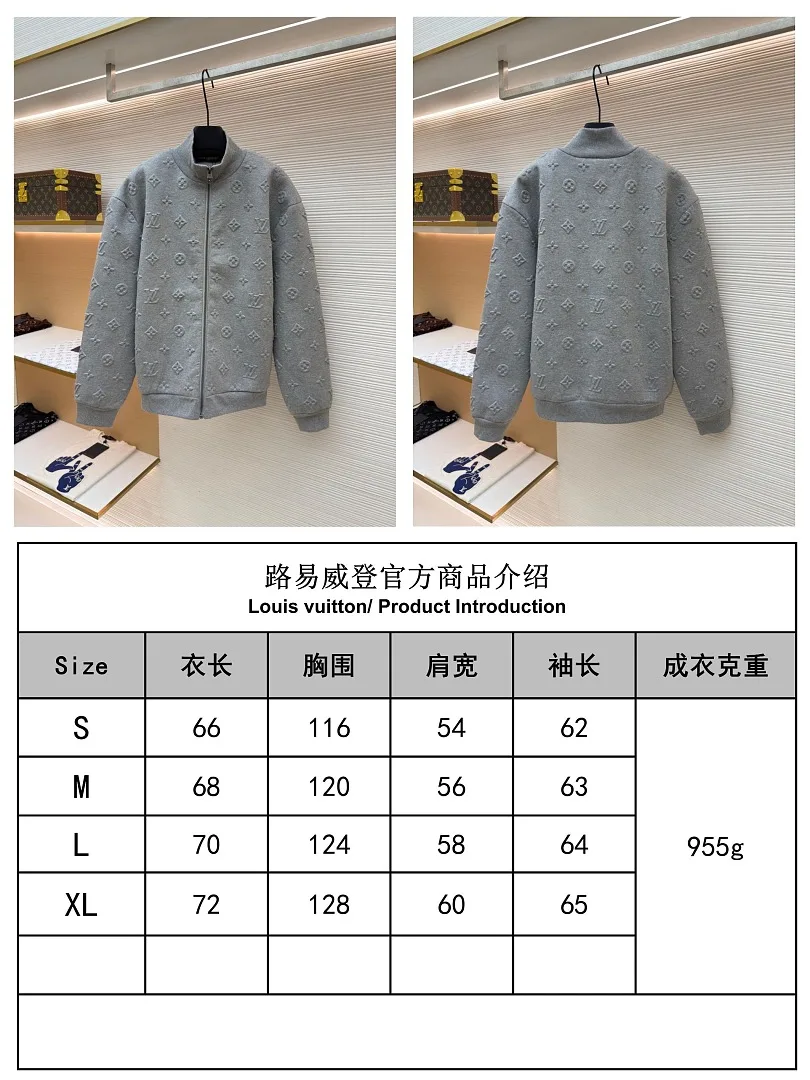 路易威登官方商品介绍
Louis vuitton/ Product Introduction
Size 衣长 胸围 肩宽 袖长 成衣克重
S 66 116 54 62
M 68 120 56 63
L 70 124 58 64
XL 72 128 60 65
955g